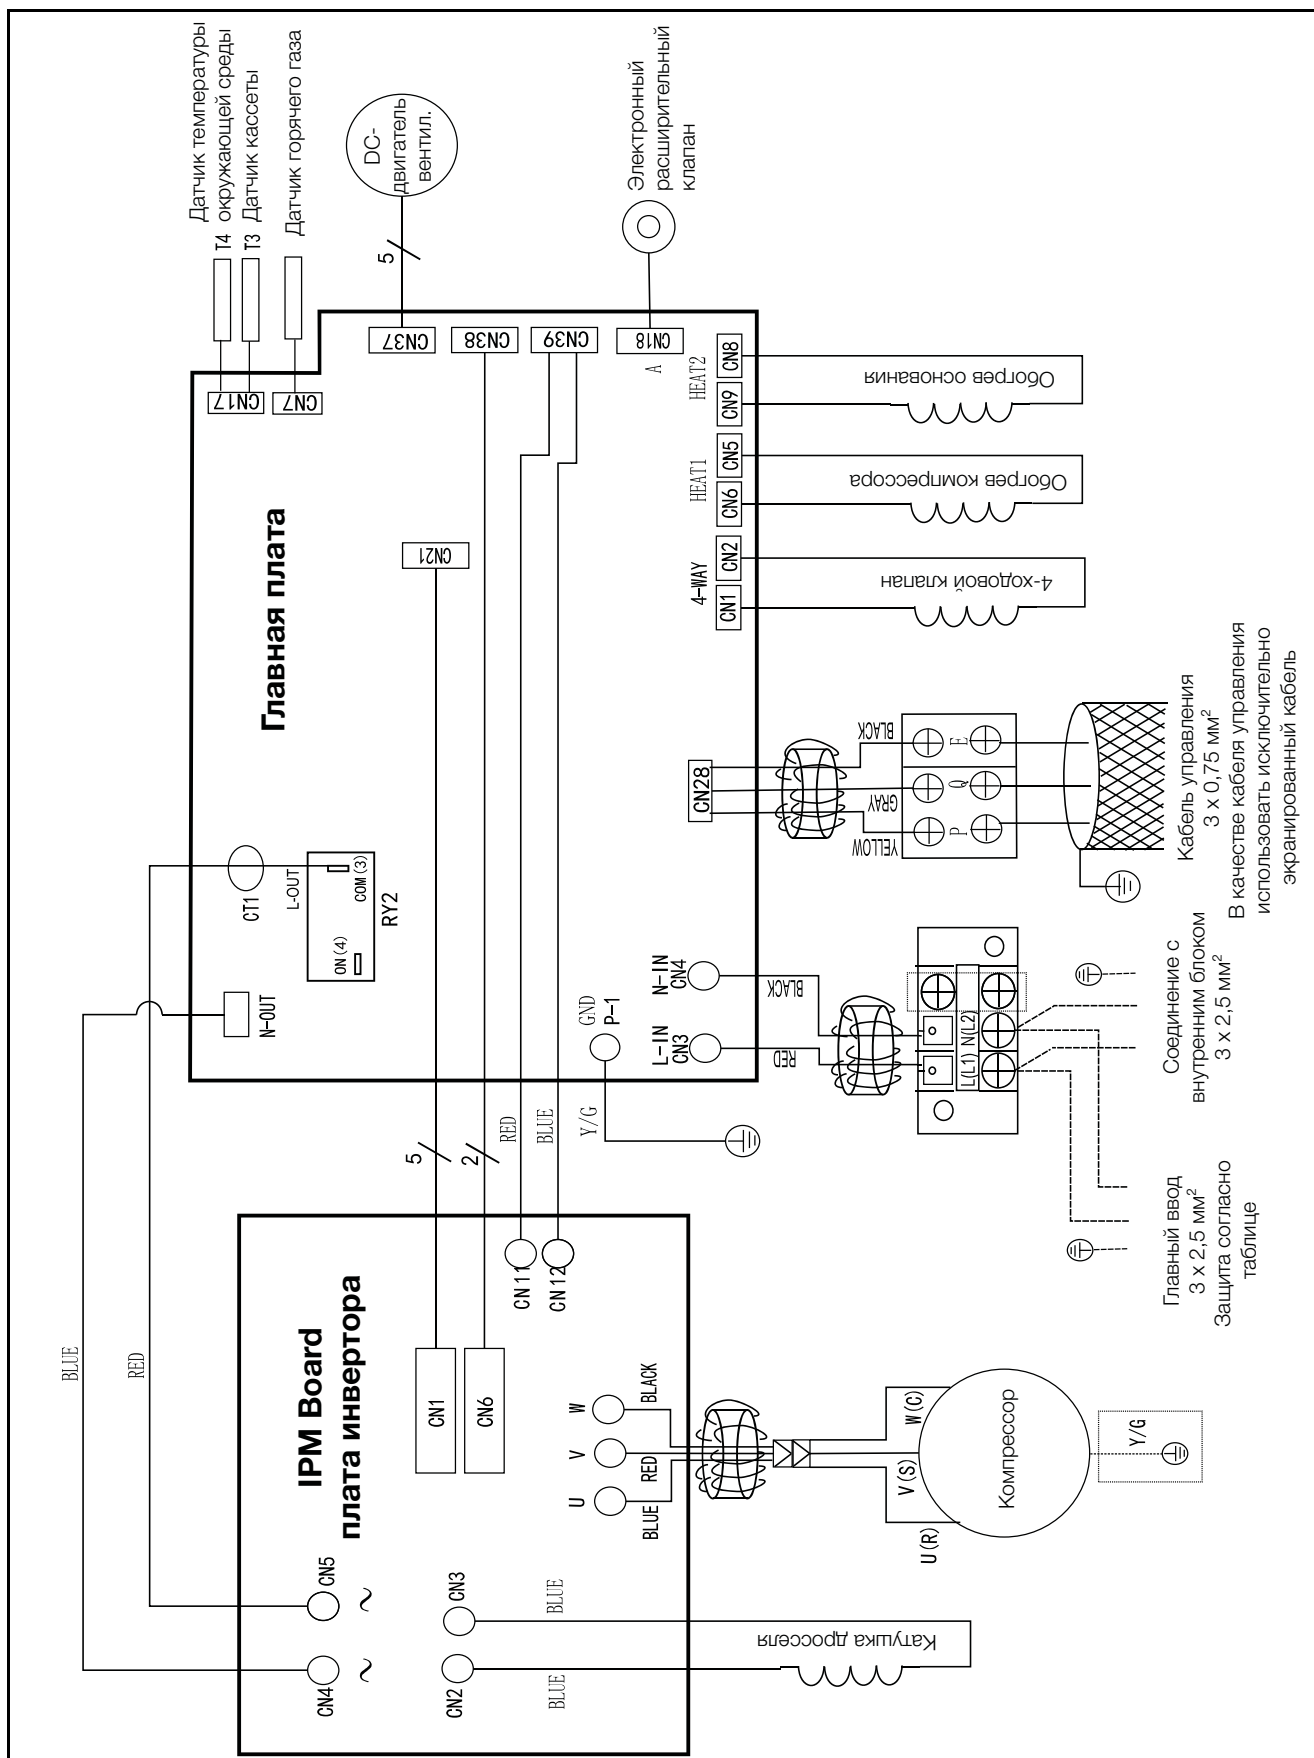 Датчик температуры
T4 окружающей среды
T3 Датчик кассеты
Датчик горячего газа
DC-
двигатель
вентил.
Электронный
расширительный
клапан
5
CN17
CN7
CN37
CN38
CN39
CN18
A
CN21
Главная плата
HEAT2
CN9
CN8
HEAT1
CN6
CN5
4-WAY
CN1
CN2
Обогрев основания
Обогрев компрессора
4-ходовой клапан
CN28
YELLOW
GRAY
BLACK
P
Q
E
Кабель управления
3 x 0,75 мм²
В качестве кабеля управления
использовать исключительно
экранированный кабель
CT1
L-OUT
ON(4)
COM(3)
RY2
N-OUT
GND
P-1
L-IN
CN3
N-IN
CN4
RED
BLACK
L(L1)
N(L2)
Соединение с
внутренним блоком
3 x 2,5 мм²
Главный ввод
3 x 2,5 мм²
Защита согласно
таблице
5
2
RED
BLUE
Y/G
BLUE
RED
IPM Board
плата инвертора
CN11
CN12
CN1
CN6
U
V
W
BLUE
RED
BLACK
CN4
CN5
~
~
CN2
CN3
BLUE
BLUE
Катушка дросселя
U(R)
V(S)
W(C)
Компрессор
Y/G